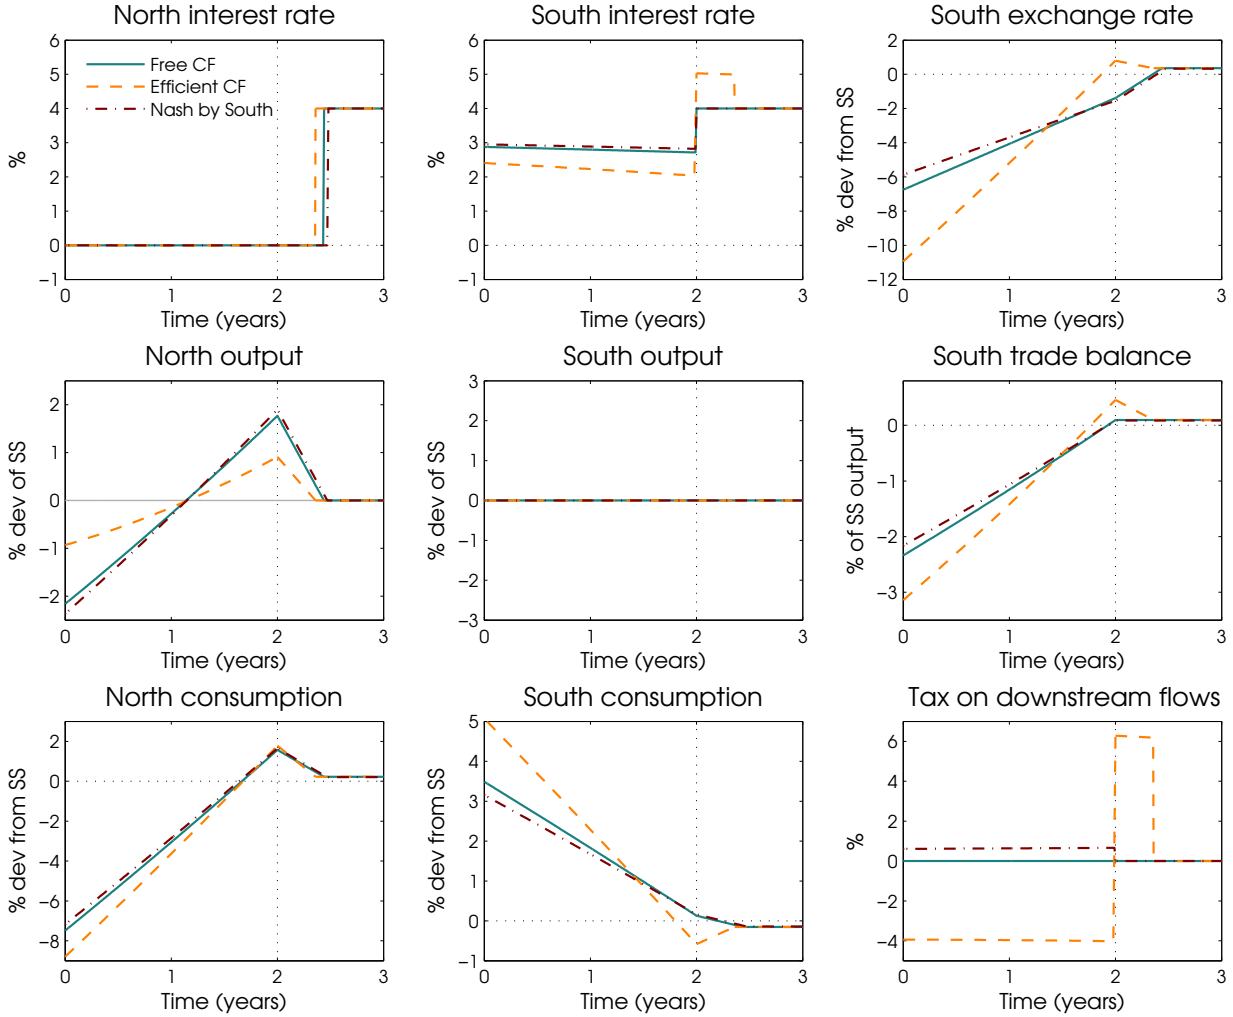 North interest rate
6
5
4
3
2
1
0
−1
%
Free CF
Efficient CF
Nash by South
0 1 2 3
Time (years)
South interest rate
6
5
4
3
2
1
0
−1
%
0 1 2 3
Time (years)
South exchange rate
2
0
−2
−4
−6
−8
−10
−12
% dev from SS
0 1 2 3
Time (years)
North output
2
1
0
−1
−2
% dev of SS
0 1 2 3
Time (years)
South output
3
2
1
0
−1
−2
−3
% dev of SS
0 1 2 3
Time (years)
South trade balance
0
−1
−2
−3
% of SS output
0 1 2 3
Time (years)
North consumption
2
0
−2
−4
−6
−8
% dev from SS
0 1 2 3
Time (years)
South consumption
5
4
3
2
1
0
−1
% dev from SS
0 1 2 3
Time (years)
Tax on downstream flows
6
4
2
0
−2
−4
%
0 1 2 3
Time (years)